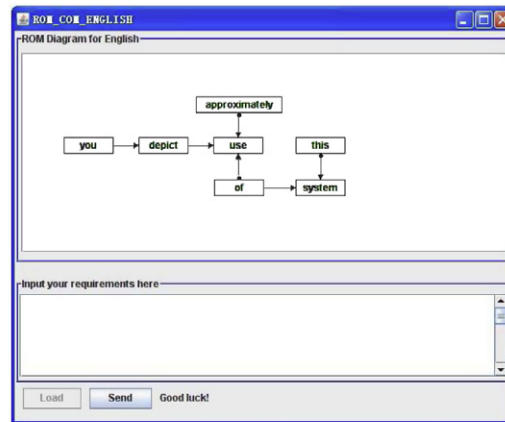 ROM_COM_ENGLISH
ROM Diagram for English
approximately
you depict use this
of system
Input your requirements here
Load Send Good luck!